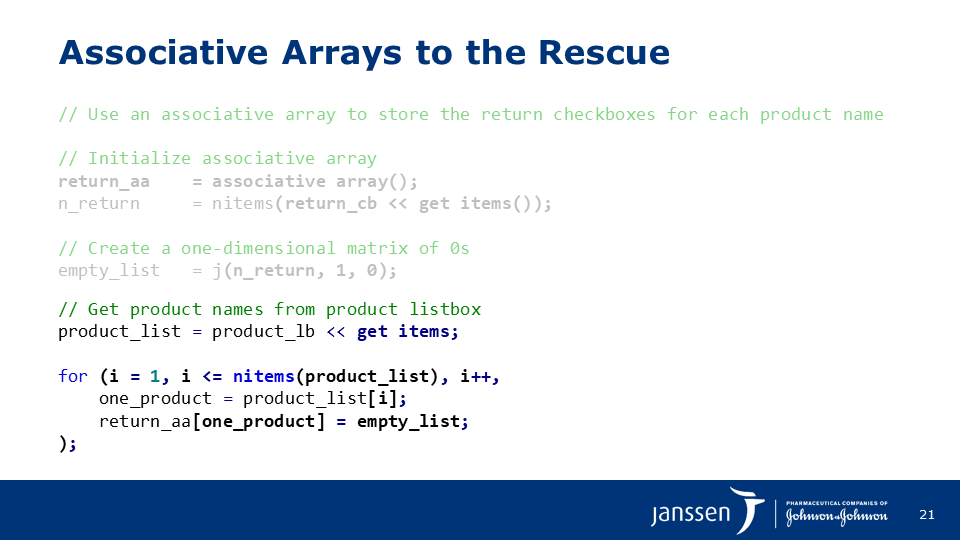 Associative Arrays to the Rescue
// Use an associative array to store the return checkboxes for each product name
// Initialize associative array
return_aa    = associative array();
n_return     = nitems(return_cb << get items());
// Create a one-dimensional matrix of 0s
empty_list   = j(n_return, 1, 0);
// Get product names from product listbox
product_list = product_lb << get items;
for (i = 1, i <= nitems(product_list), i++,
    one_product = product_list[i];
    return_aa[one_product] = empty_list;
);
janssen
PHARMACEUTICAL COMPANIES OF
Johnson & Johnson
21